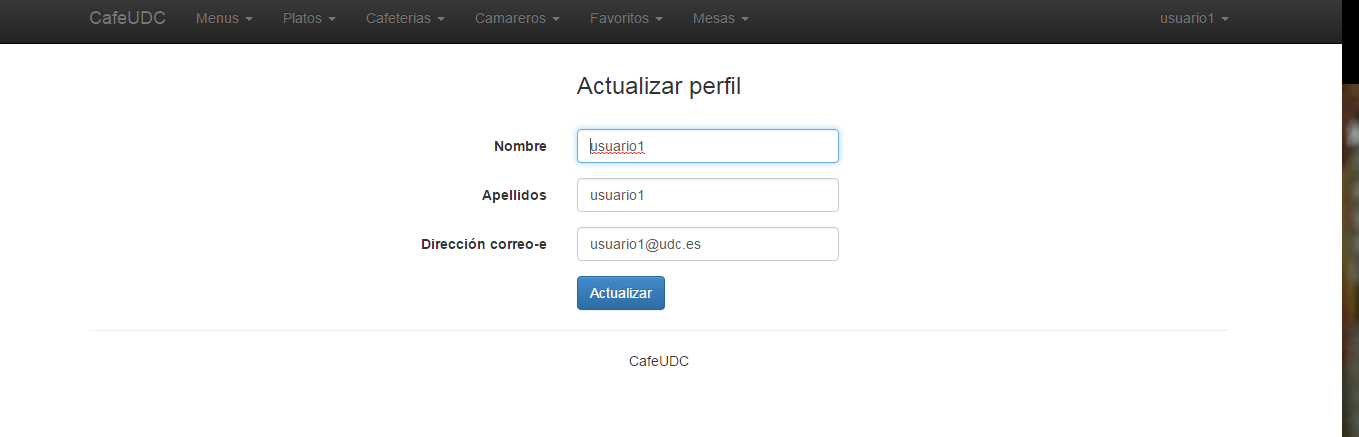 CafeUDC Menus Platos Cafeterias Camareros Favoritos Mesas usuario1
Actualizar perfil
Nombre usuario1
Apellidos usuario1
Dirección correo-e usuario1@udc.es
Actualizar
CafeUDC